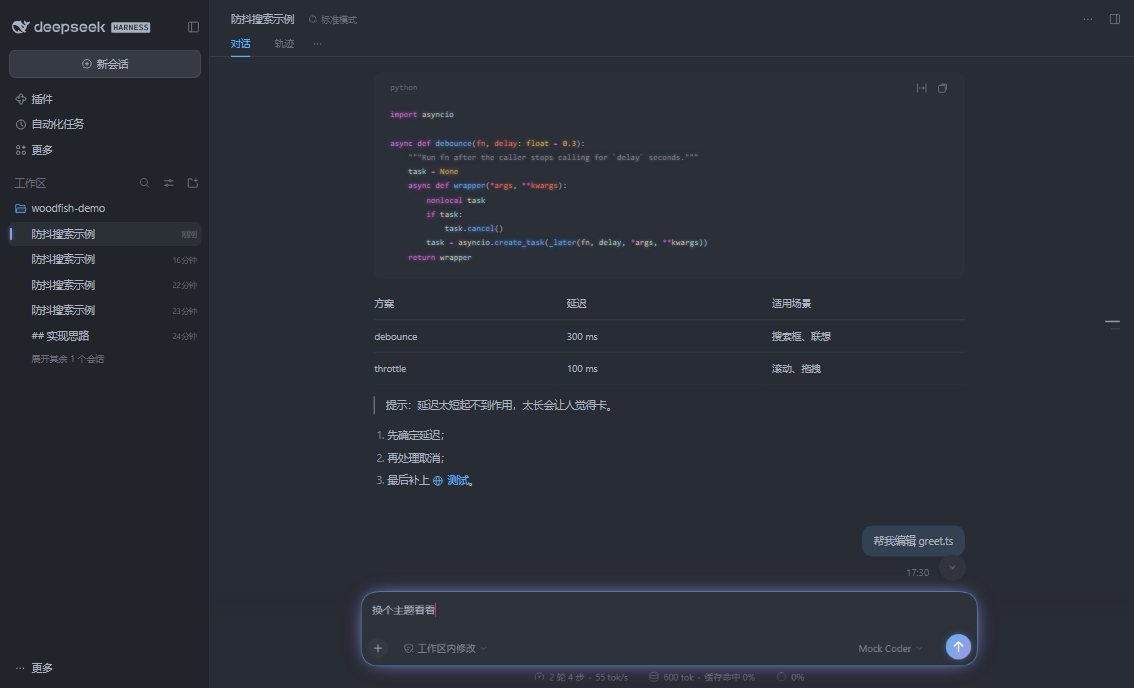 deepseek HARNESS
新会话
插件
自动化任务
更多
工作区
woodfish-demo
防抖搜索示例 刚刚
防抖搜索示例 16分钟
防抖搜索示例 22分钟
防抖搜索示例 23分钟
## 实现思路 24分钟
展开其余 1 个会话
··· 更多
防抖搜索示例 标准模式
对话 轨迹 ···
python
import asyncio
async def debounce(fn, delay: float = 0.3):
"""Run fn after the caller stops calling for `delay` seconds."""
task = None
async def wrapper(*args, **kwargs):
nonlocal task
if task:
task.cancel()
task = asyncio.create_task(_later(fn, delay, *args, **kwargs))
return wrapper
方案 延迟 适用场景
debounce 300 ms 搜索框、联想
throttle 100 ms 滚动、拖拽
提示：延迟太短起不到作用，太长会让人觉得卡。
1. 先确定延迟;
2. 再处理取消;
3. 最后补上 测试。
帮我编辑 greet.ts
17:30
换个主题看看
工作区内修改
Mock Coder
2 轮 4 步 · 55 tok/s 600 tok · 缓存命中 0% 0%